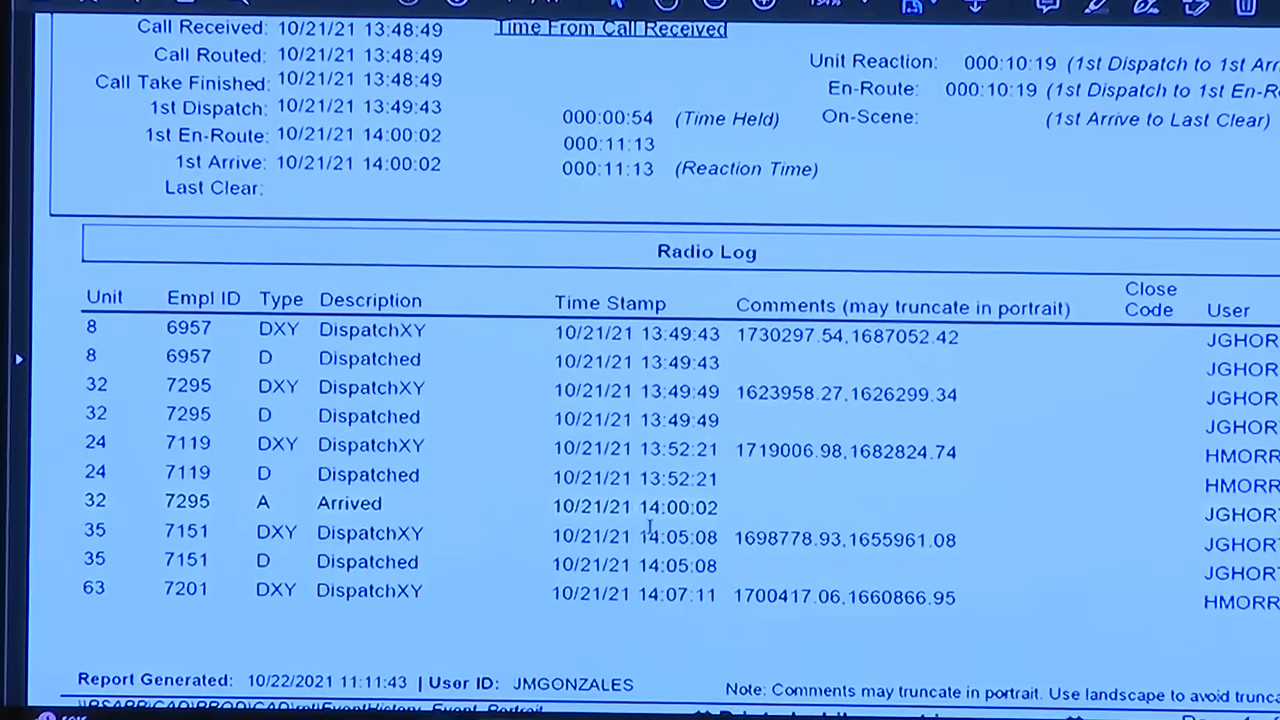 Call Received: 10/21/21 13:48:49 Time From Call Received
Call Routed: 10/21/21 13:48:49 Unit Reaction: 000:10:19 (1st Dispatch to 1st Arr
Call Take Finished: 10/21/21 13:48:49 En-Route: 000:10:19 (1st Dispatch to 1st En-R
1st Dispatch: 10/21/21 13:49:43 000:00:54 (Time Held) On-Scene: (1st Arrive to Last Clear)
1st En-Route: 10/21/21 14:00:02 000:11:13
1st Arrive: 10/21/21 14:00:02 000:11:13 (Reaction Time)
Last Clear:
Radio Log
Unit Empl ID Type Description Time Stamp Comments (may truncate in portrait) Close Code User
8 6957 DXY DispatchXY 10/21/21 13:49:43 1730297.54,1687052.42 JGHOR
8 6957 D Dispatched 10/21/21 13:49:43 JGHOR
32 7295 DXY DispatchXY 10/21/21 13:49:49 1623958.27,1626299.34 JGHOR
32 7295 D Dispatched 10/21/21 13:49:49 JGHOR
24 7119 DXY DispatchXY 10/21/21 13:52:21 1719006.98,1682824.74 HMORR
24 7119 D Dispatched 10/21/21 13:52:21 HMORR
32 7295 A Arrived 10/21/21 14:00:02 JGHOR
35 7151 DXY DispatchXY 10/21/21 14:05:08 1698778.93,1655961.08 JGHOR
35 7151 D Dispatched 10/21/21 14:05:08 JGHOR
63 7201 DXY DispatchXY 10/21/21 14:07:11 1700417.06,1660866.95 HMORR
Report Generated: 10/22/2021 11:11:43 | User ID: JMGONZALES
Note: Comments may truncate in portrait. Use landscape to avoid trunca